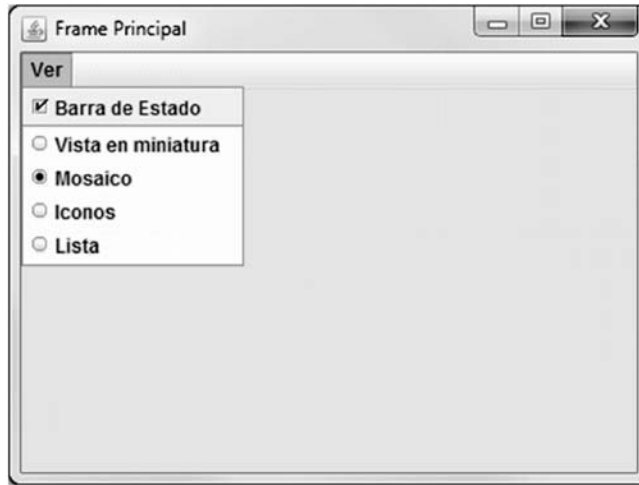 Frame Principal
Ver
Barra de Estado
Vista en miniatura
Mosaico
Iconos
Lista